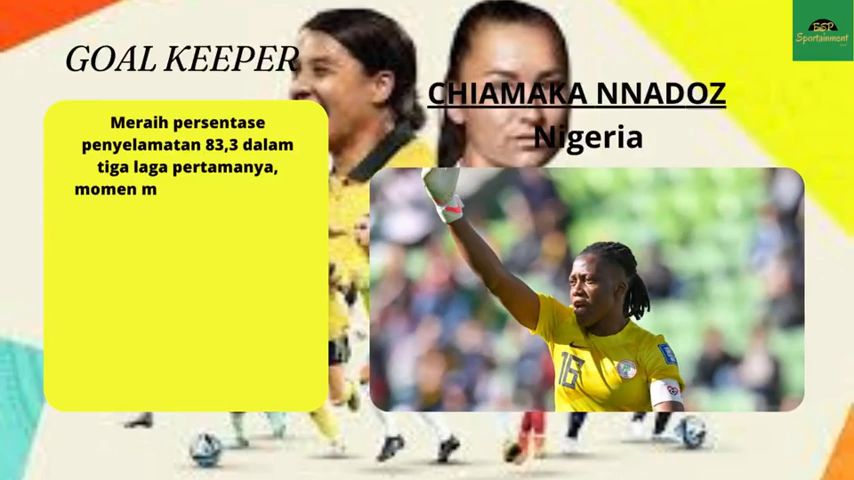 GOAL KEEPER
ESP
Sportainment
CHIAMAKA NNADOZ
Nigeria
Meraih persentase
penyelamatan 83,3 dalam
tiga laga pertamanya,
momen m
16